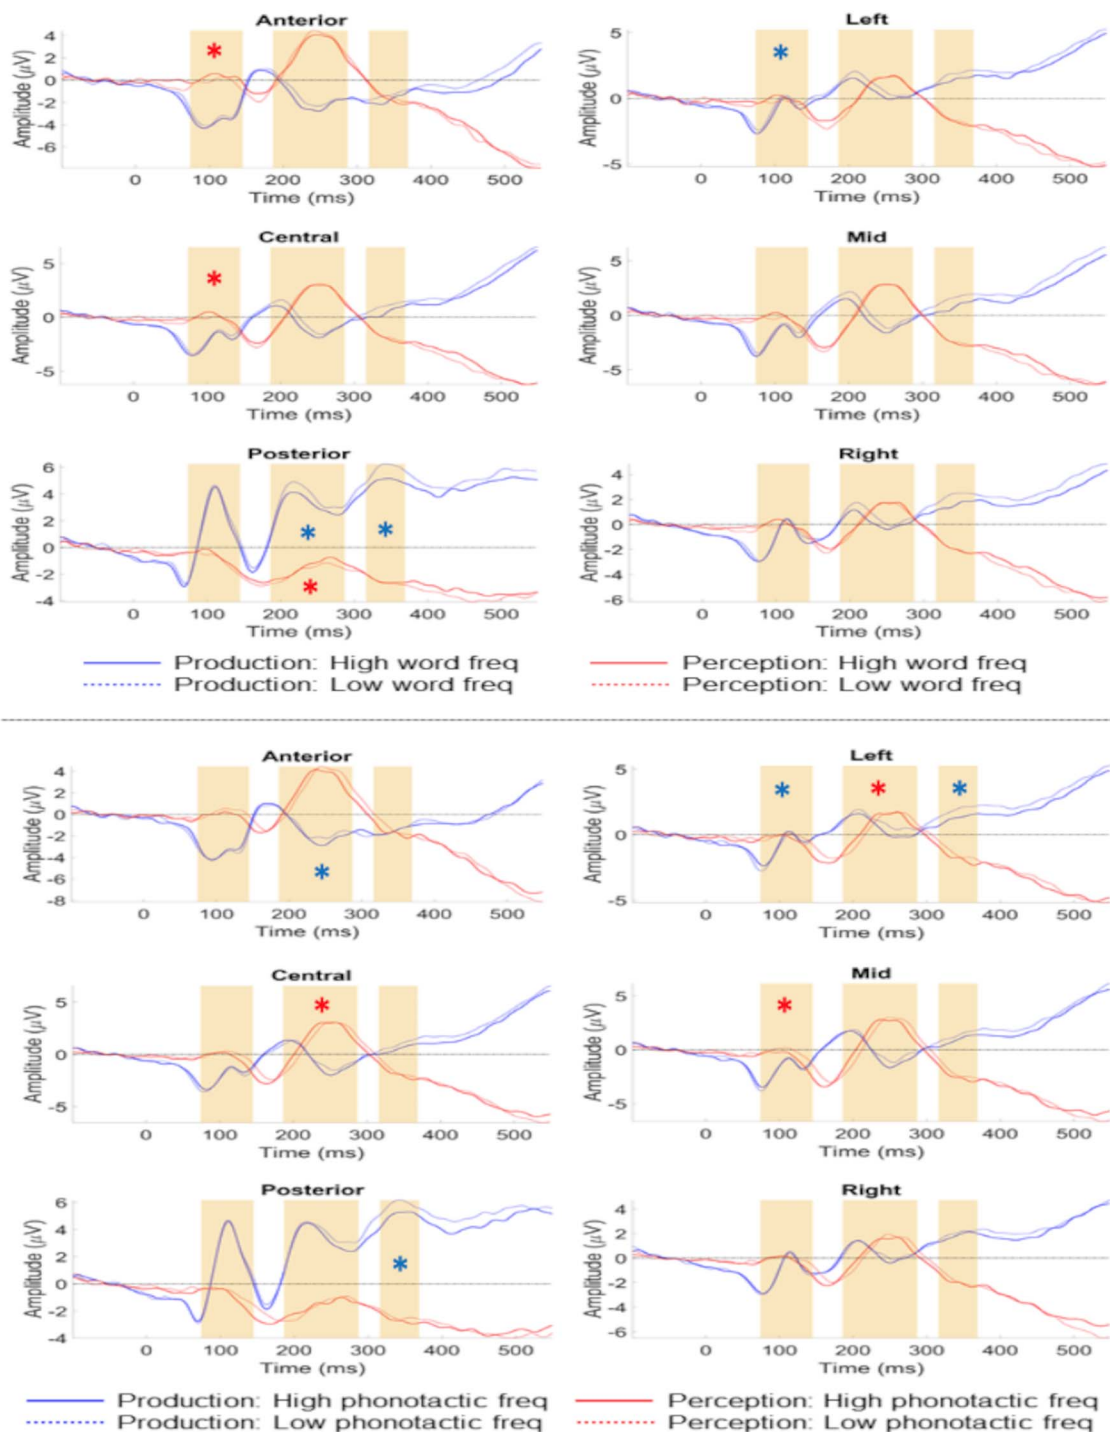 Anterior
Left
Amplitude (µV)
4
2
0
-2
-4
-6
0 100 200 300 400 500
Time (ms)
Amplitude (µV)
5
0
-5
0 100 200 300 400 500
Time (ms)
Central
Mid
Amplitude (µV)
5
0
-5
0 100 200 300 400 500
Time (ms)
Amplitude (µV)
5
0
-5
0 100 200 300 400 500
Time (ms)
Posterior
Right
Amplitude (µV)
6
4
2
0
-2
-4
0 100 200 300 400 500
Time (ms)
Amplitude (µV)
4
2
0
-2
-4
-6
0 100 200 300 400 500
Time (ms)
Production: High word freq
Production: Low word freq
Perception: High word freq
Perception: Low word freq
Anterior
Left
Amplitude (µV)
4
2
0
-2
-4
-6
-8
0 100 200 300 400 500
Time (ms)
Amplitude (µV)
5
0
-5
0 100 200 300 400 500
Time (ms)
Central
Mid
Amplitude (µV)
5
0
-5
0 100 200 300 400 500
Time (ms)
Amplitude (µV)
5
0
-5
0 100 200 300 400 500
Time (ms)
Posterior
Right
Amplitude (µV)
6
4
2
0
-2
-4
0 100 200 300 400 500
Time (ms)
Amplitude (µV)
4
2
0
-2
-4
-6
0 100 200 300 400 500
Time (ms)
Production: High phonotactic freq
Production: Low phonotactic freq
Perception: High phonotactic freq
Perception: Low phonotactic freq